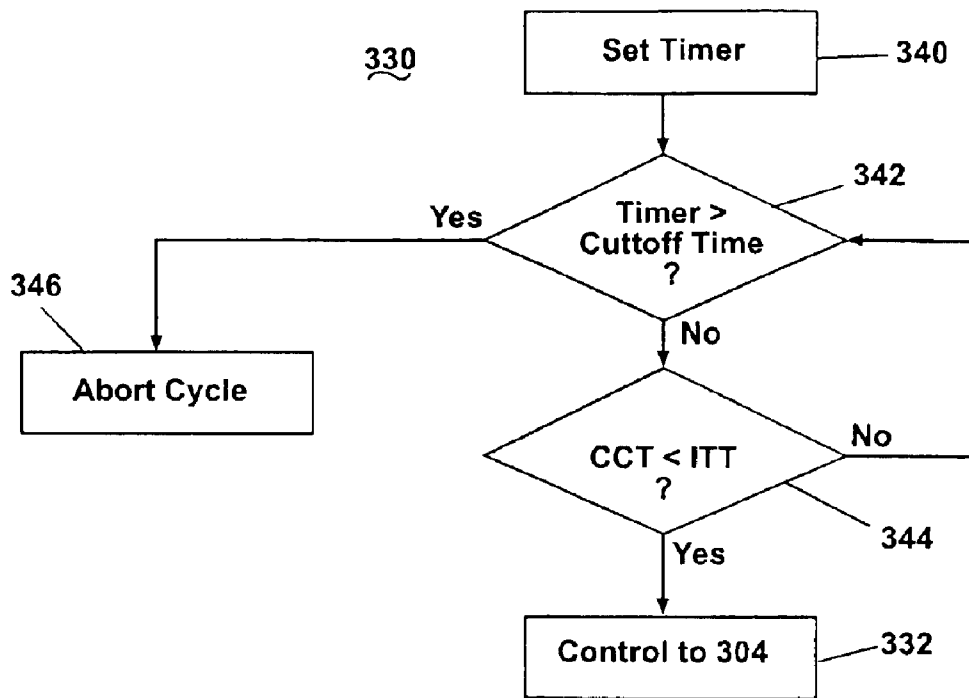 330
Set Timer
340
342
Yes
Timer >
Cuttoff Time
?
346
No
Abort Cycle
No
CCT < ITT
?
344
Yes
Control to 304
332